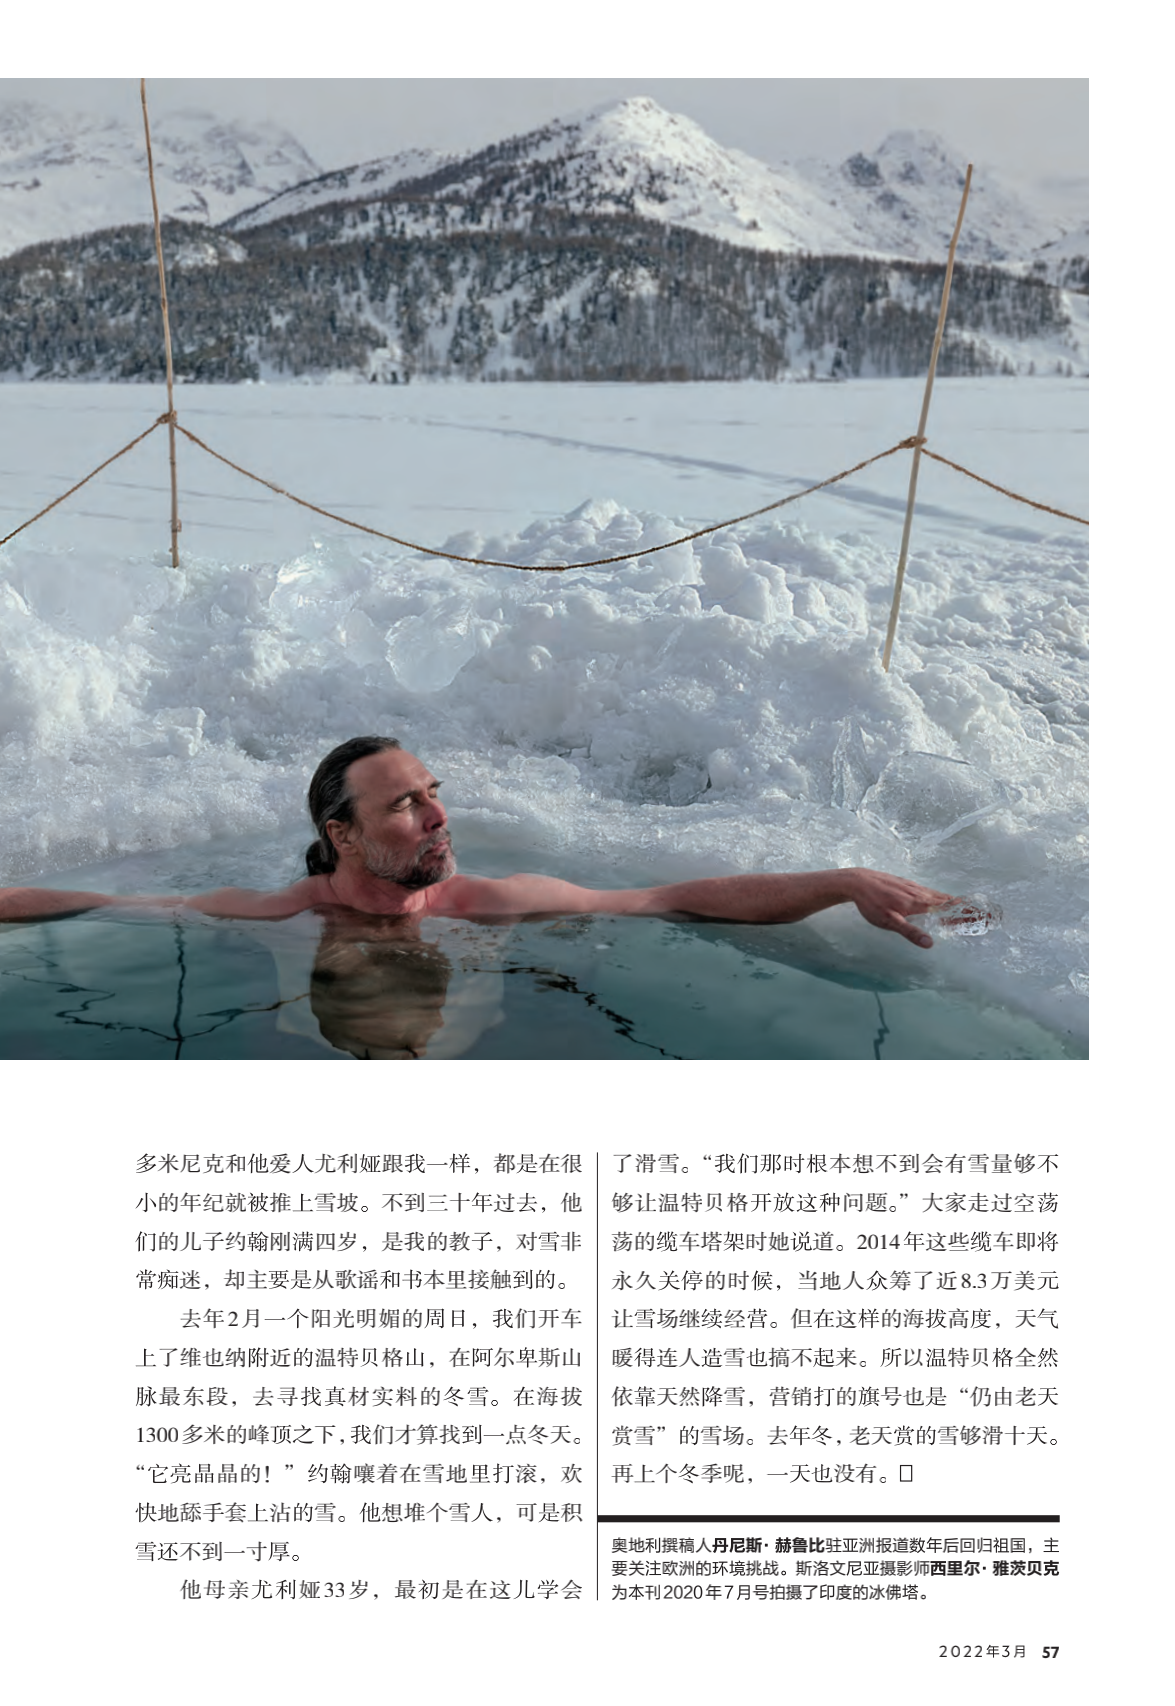 多米尼克和他爱人尤利娅跟我一样，都是在很
小的年纪就被推上雪坡。不到三十年过去，他
们的儿子约翰刚满四岁，是我的教子，对雪非
常痴迷，却主要是从歌谣和书本里接触到的。
去年2月一个阳光明媚的周日，我们开车
上了维也纳附近的温特贝格山，在阿尔卑斯山
脉最东段，去寻找真材实料的冬雪。在海拔
1300多米的峰顶之下，我们才算找到一点冬天。
“它亮晶晶的！”约翰嚷着在雪地里打滚，欢
快地舔手套上沾的雪。他想堆个雪人，可是积
雪还不到一寸厚。
他母亲尤利娅33岁，最初是在这儿学会
了滑雪。“我们那时根本想不到会有雪量够不
够让温特贝格开放这种问题。”大家走过空荡
荡的缆车塔架时她说道。2014年这些缆车即将
永久关停的时候，当地人众筹了近8.3万美元
让雪场继续经营。但在这样的海拔高度，天气
暖得连人造雪也搞不起来。所以温特贝格全然
依靠天然降雪，营销打的旗号也是“仍由老天
赏雪”的雪场。去年冬，老天赏的雪够滑十天。
再上个冬季呢，一天也没有。□
奥地利撰稿人丹尼斯·赫鲁比驻亚洲报道数年后回归祖国，主
要关注欧洲的环境挑战。斯洛文尼亚摄影师西里尔·雅茨贝克
为本刊2020年7月号拍摄了印度的冰佛塔。
2022年3月 57